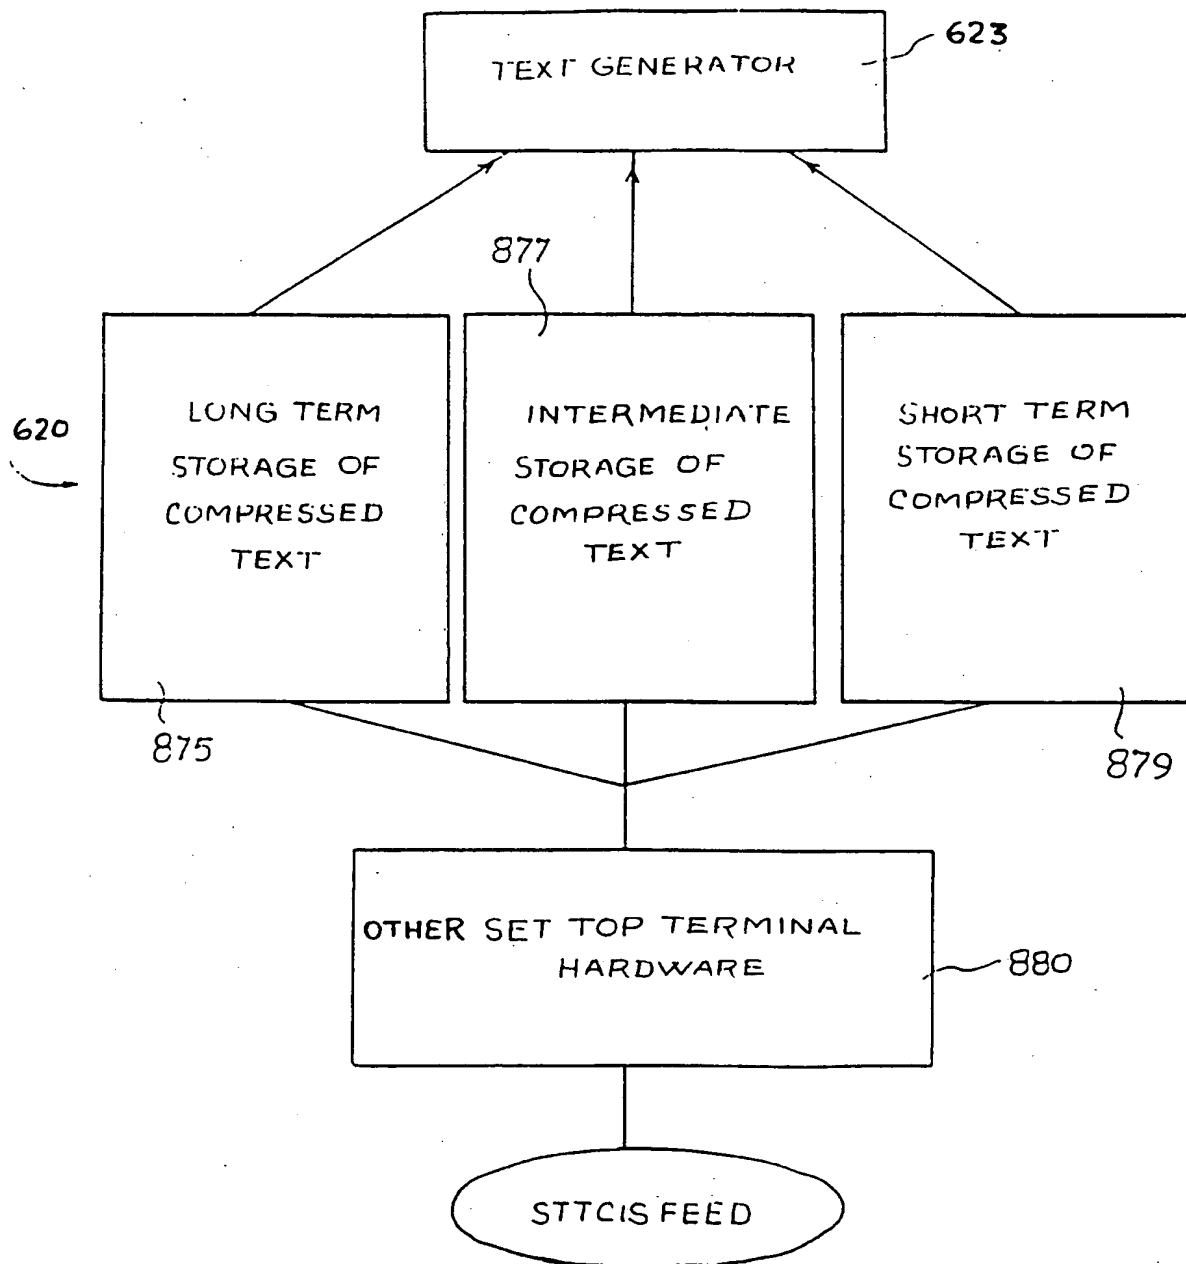 TEXT GENERATOR
623
877
620
LONG TERM
STORAGE OF
COMPRESSED
TEXT
INTERMEDIATE
STORAGE OF
COMPRESSED
TEXT
SHORT TERM
STORAGE OF
COMPRESSED
TEXT
875
879
OTHER SET TOP TERMINAL
HARDWARE
880
STTCIS FEED